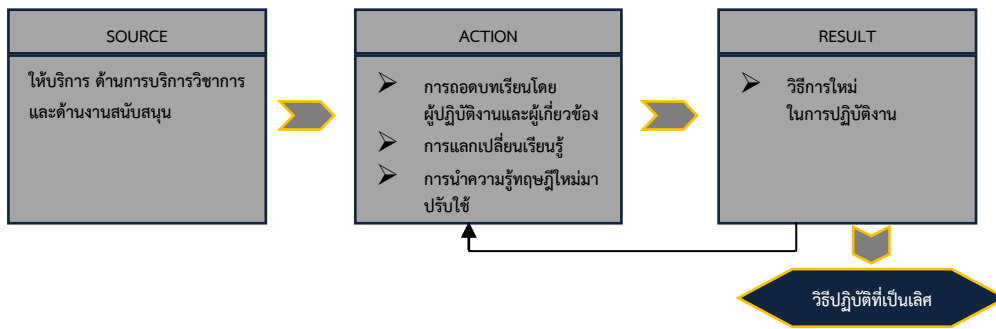 SOURCE
ให้บริการ ด้านการบริการวิชาการ
และด้านงานสนับสนุน
ACTION
การถอดบทเรียนโดย
ผู้ปฏิบัติงานและผู้เกี่ยวข้อง
การแลกเปลี่ยนเรียนรู้
การนำความรู้ทฤษฎีใหม่มา
ปรับใช้
RESULT
วิธีการใหม่
ในการปฏิบัติงาน
วิธีปฏิบัติที่เป็นเลิศ